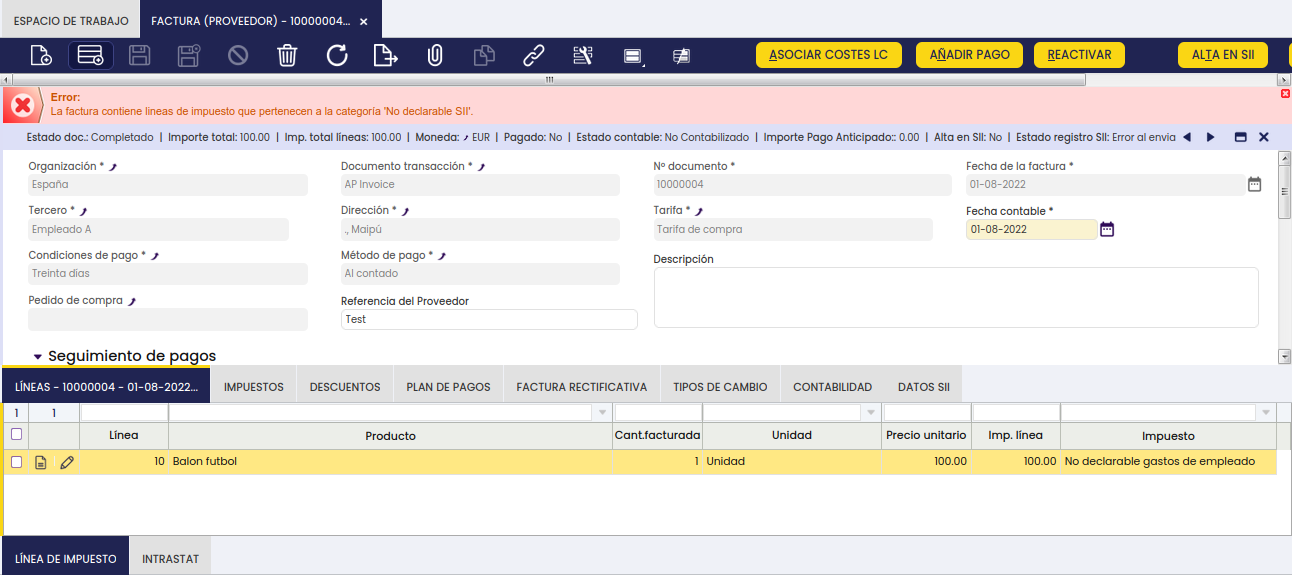 ESPACIO DE TRABAJO FACTURA (PROVEEDOR) - 10000004...
ASOCIAR COSTES LC AÑADIR PAGO REACTIVAR ALTA EN SII
Error:
La factura contiene lineas de impuesto que pertenecen a la categoría 'No declarable SII'.
Estado doc.: Completado | Importe total: 100.00 | Imp. total líneas: 100.00 | Moneda: EUR | Pagado: No | Estado contable: No Contabilizado | Importe Pago Anticipado:: 0.00 | Alta en SII: No | Estado registro SII: Error al envia
Organización * Documento transacción * Nº documento * Fecha de la factura *
España AP Invoice 10000004 01-08-2022
Tercero * Dirección * Tarifa * Fecha contable *
Empleado A ., Maipú Tarifa de compra 01-08-2022
Condiciones de pago * Método de pago * Descripción
Treinta días Al contado
Pedido de compra Referencia del Proveedor
Test
Seguimiento de pagos
LÍNEAS - 10000004 - 01-08-2022... IMPUESTOS DESCUENTOS PLAN DE PAGOS FACTURA RECTIFICATIVA TIPOS DE CAMBIO CONTABILIDAD DATOS SII
1 1
Línea Producto Cant.facturada Unidad Precio unitario Imp. línea Impuesto
10 Balon futbol 1 Unidad 100.00 100.00 No declarable gastos de empleado
LÍNEA DE IMPUESTO INTRASTAT